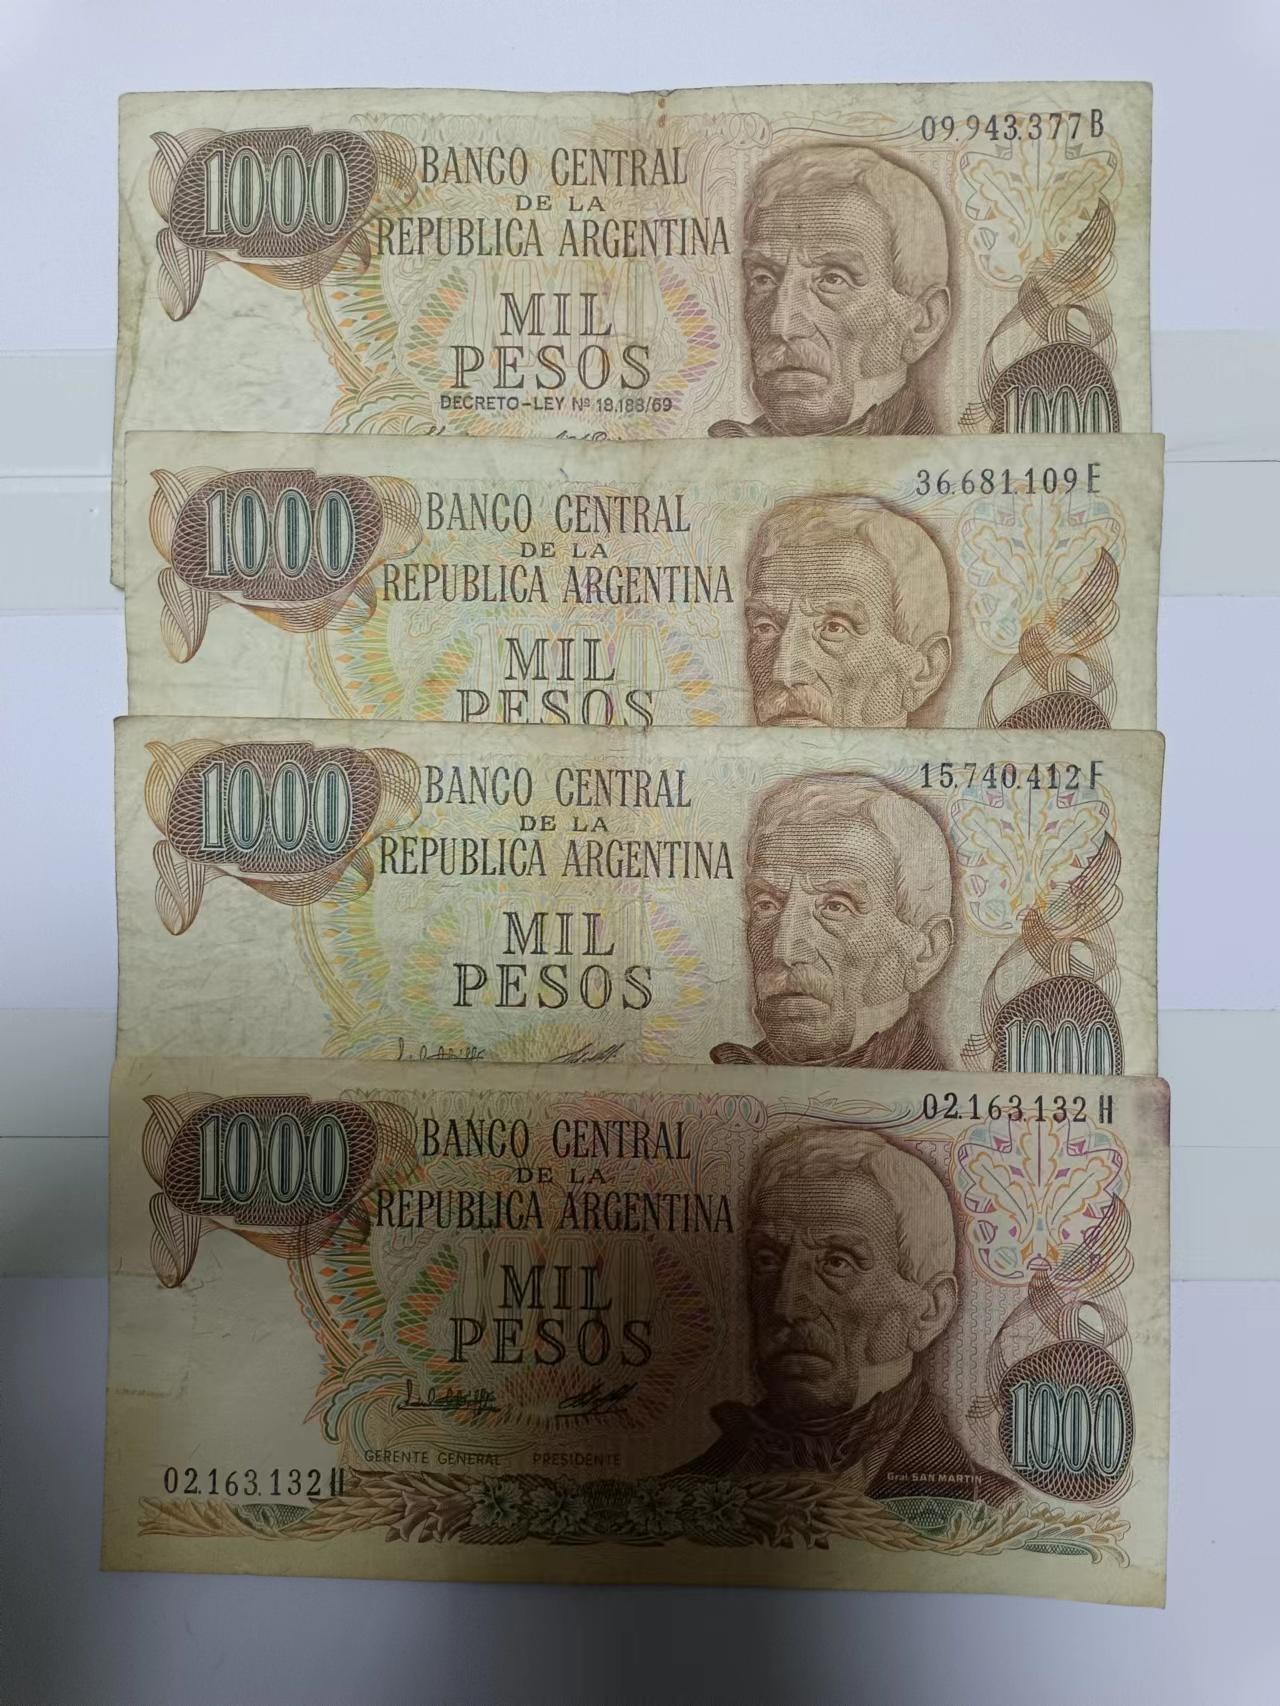 09.943.377 B
1000
BANCO CENTRAL
DE LA
REPUBLICA ARGENTINA
MIL
PESOS
DECRETO-LEY Nº 18.188/69
1000
36.681.109 E
1000
BANCO CENTRAL
DE LA
REPUBLICA ARGENTINA
MIL
PESOS
15.740.412 F
1000
BANCO CENTRAL
DE LA
REPUBLICA ARGENTINA
MIL
PESOS
1000
02.163.132 H
1000
BANCO CENTRAL
DE LA
REPUBLICA ARGENTINA
MIL
PESOS
1000
GERENTE GENERAL PRESIDENTE
Gral. SAN MARTIN
02.163.132 H